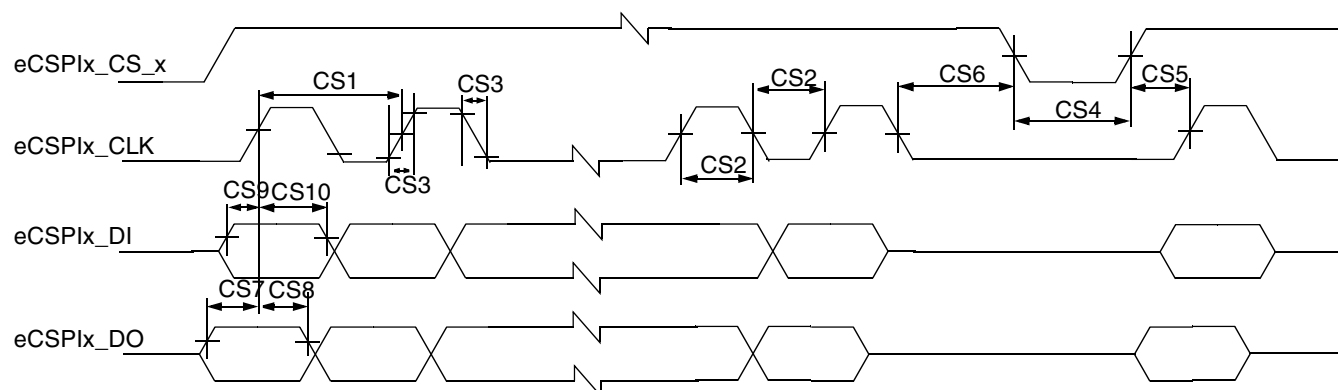 eCSPIx_CS_x
CS1
CS3
CS2
CS6
CS5
CS4
eCSPIx_CLK
CS3
CS2
CS9
CS10
eCSPIx_DI
CS7
CS8
eCSPIx_DO